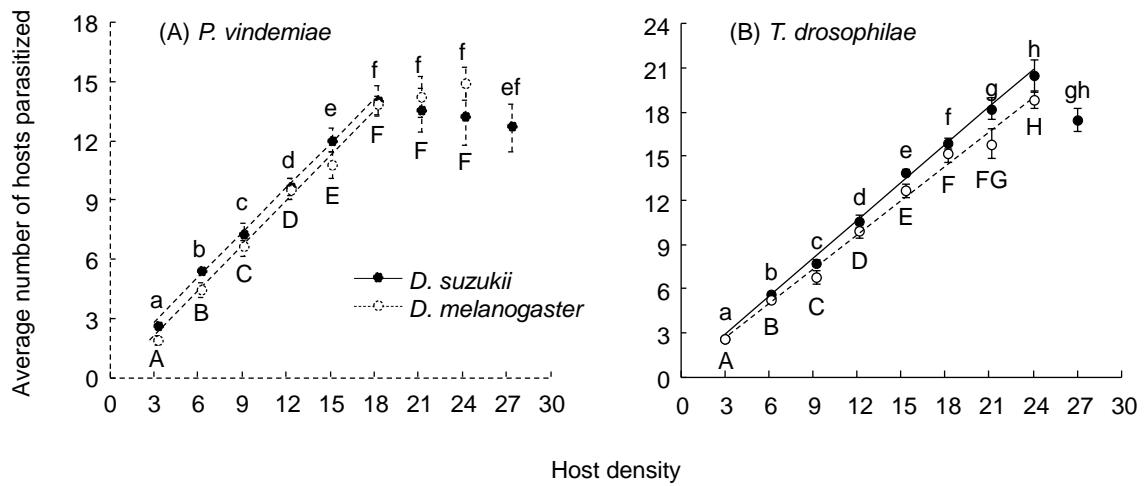 (A) P. vindemiae
18
15
12
9
6
3
0
a
b
c
d
e
f
f
f
ef
A
B
C
D
E
F
F
F
D. suzukii
D. melanogaster
0 3 6 9 12 15 18 21 24 27 30
Average number of hosts parasitized
(B) T. drosophilae
24
21
18
15
12
9
6
3
0
a
b
c
d
e
f
g
h
gh
A
B
C
D
E
F
FG
H
0 3 6 9 12 15 18 21 24 27 30
Host density